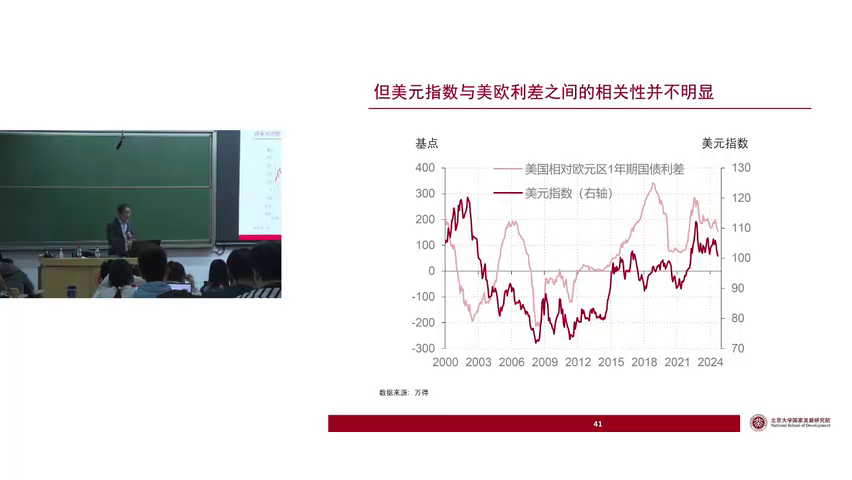 但美元指数与美欧利差之间的相关性并不明显
基点
美元指数
美国相对欧元区1年期国债利差
美元指数（右轴）
400
300
200
100
0
-100
-200
-300
130
120
110
100
90
80
70
2000 2003 2006 2009 2012 2015 2018 2021 2024
数据来源：万得
41
北京大学国家发展研究院
National School of Development